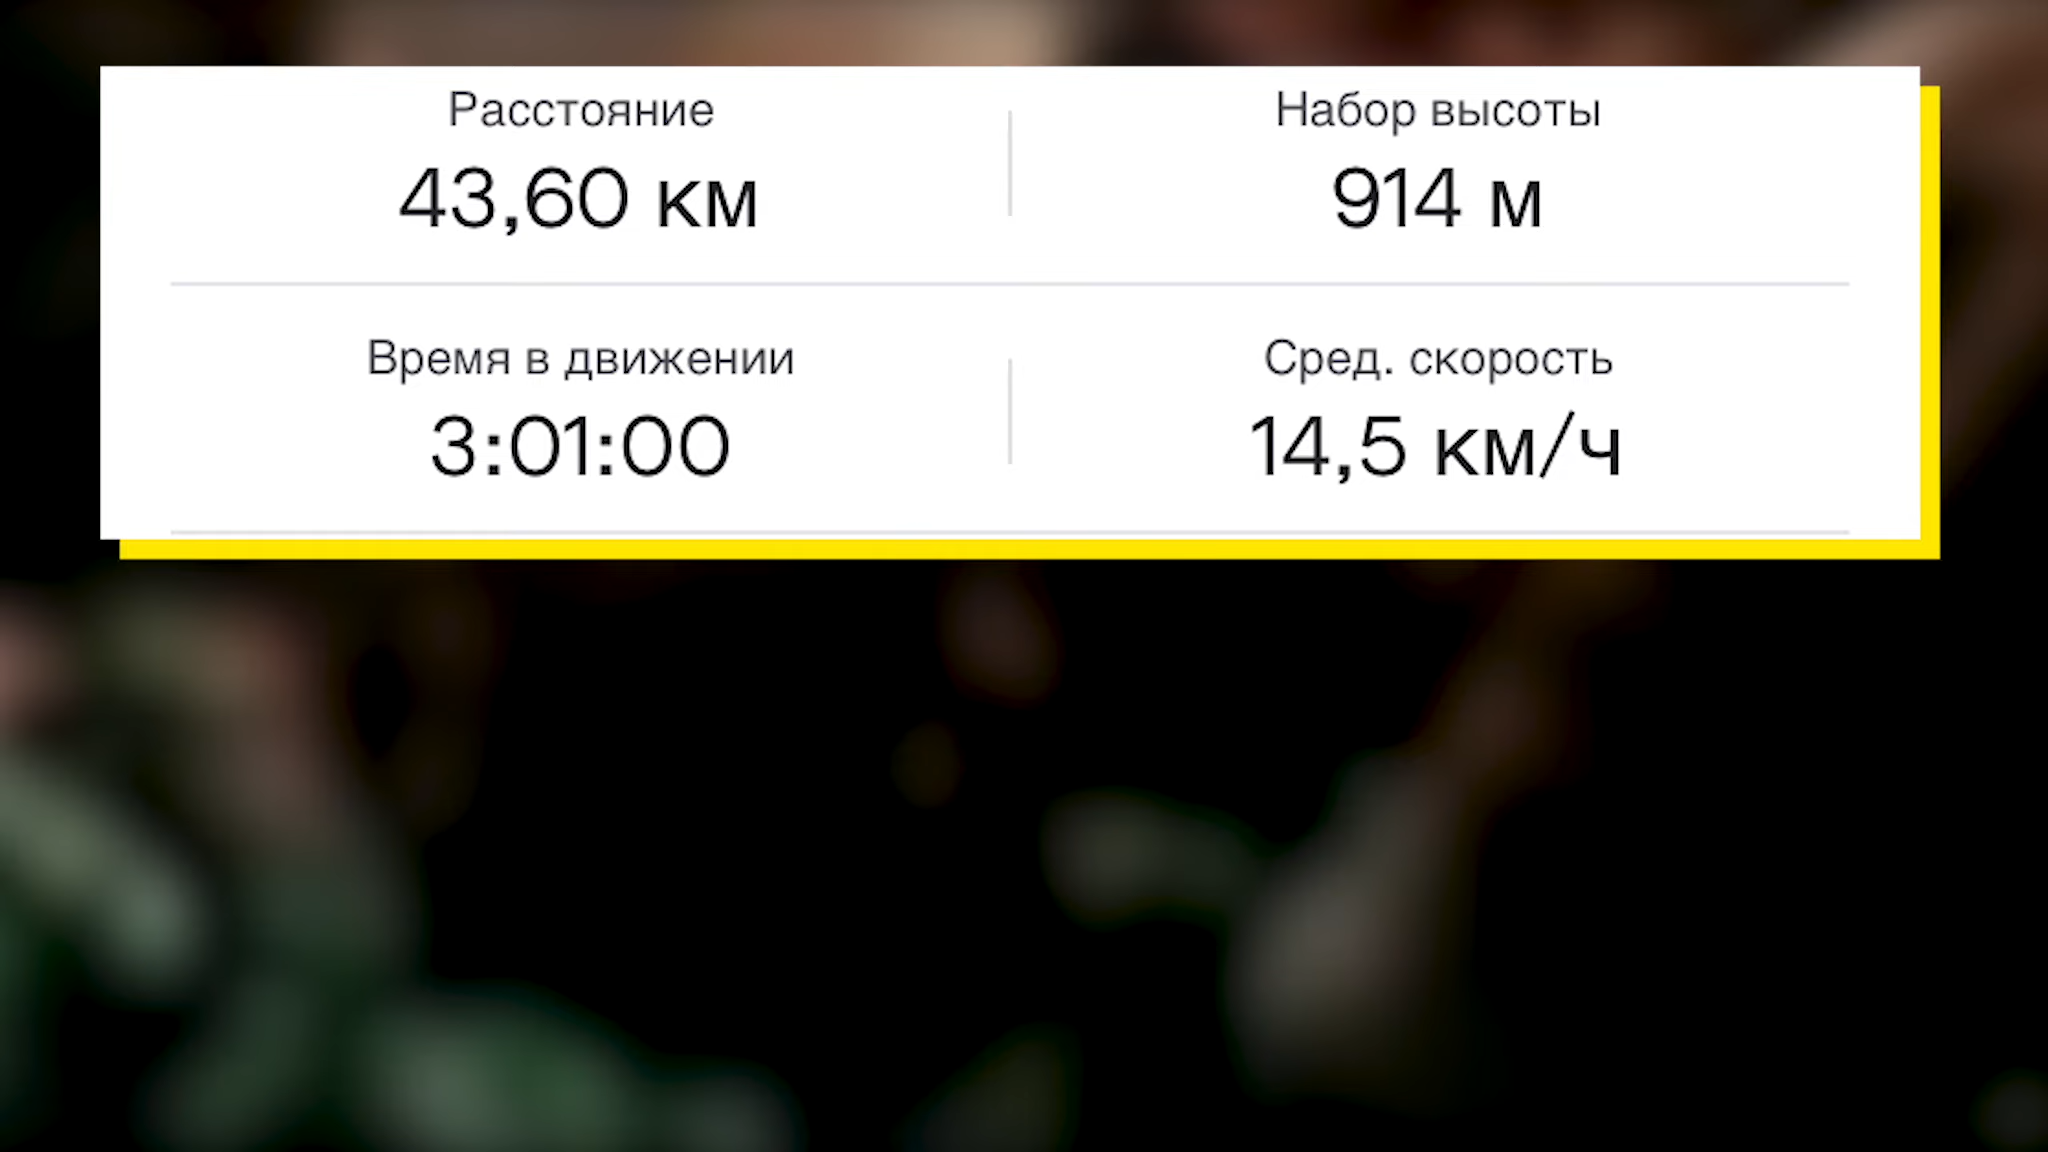 Расстояние
Набор высоты
43,60 км
914 м
Время в движении
Сред. скорость
3:01:00
14,5 км/ч